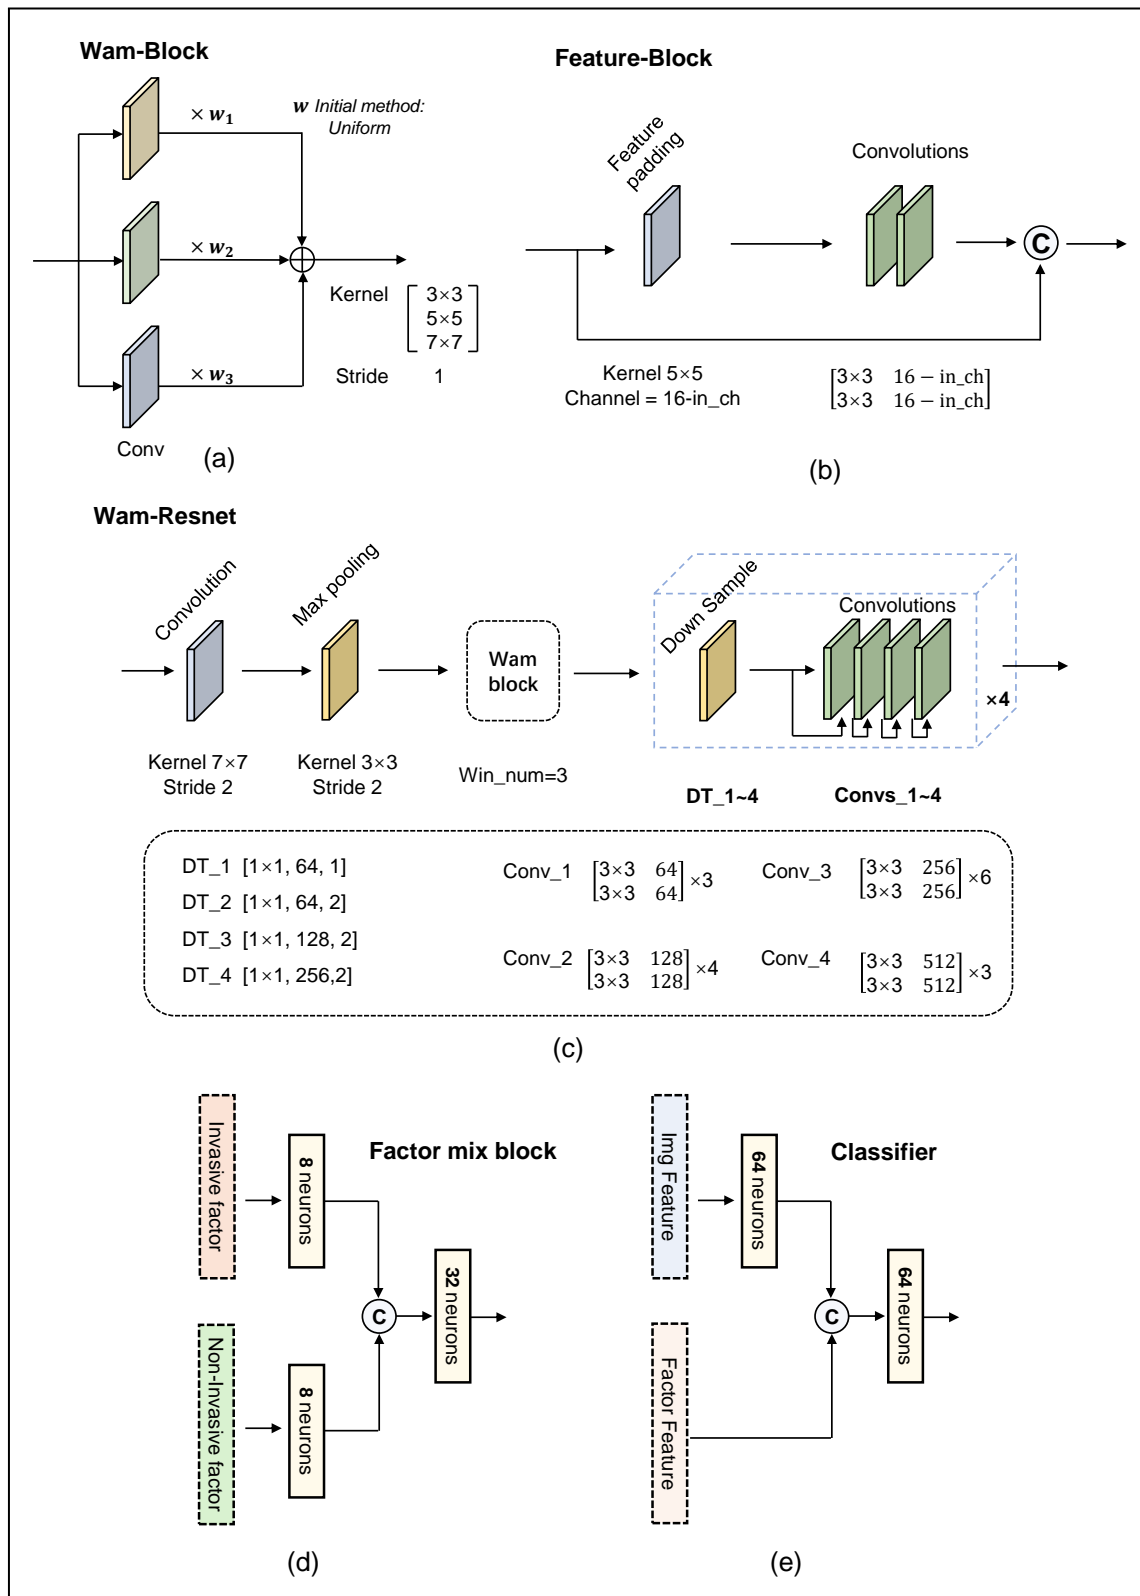 Wam-Block
× w₁
w Initial method:
Uniform
× w₂
× w₃
Kernel
3×3
5×5
7×7
Stride 1
Conv
(a)
Feature-Block
Feature
padding
Convolutions
C
Kernel 5×5
Channel = 16-in_ch
[3×3 16 − in_ch]
[3×3 16 − in_ch]
(b)
Wam-Resnet
Convolution
Max pooling
Wam
block
Down Sample
Convolutions
×4
Kernel 7×7
Stride 2
Kernel 3×3
Stride 2
Win_num=3
DT_1~4
Convs_1~4
DT_1 [1×1, 64, 1]
DT_2 [1×1, 64, 2]
DT_3 [1×1, 128, 2]
DT_4 [1×1, 256,2]
Conv_1 [3×3 64]
[3×3 64] ×3
Conv_2 [3×3 128]
[3×3 128] ×4
Conv_3 [3×3 256]
[3×3 256] ×6
Conv_4 [3×3 512]
[3×3 512] ×3
(c)
Invasive factor
8 neurons
Factor mix block
C
32 neurons
Non-Invasive factor
8 neurons
(d)
Img Feature
64 neurons
Classifier
C
64 neurons
Factor Feature
(e)